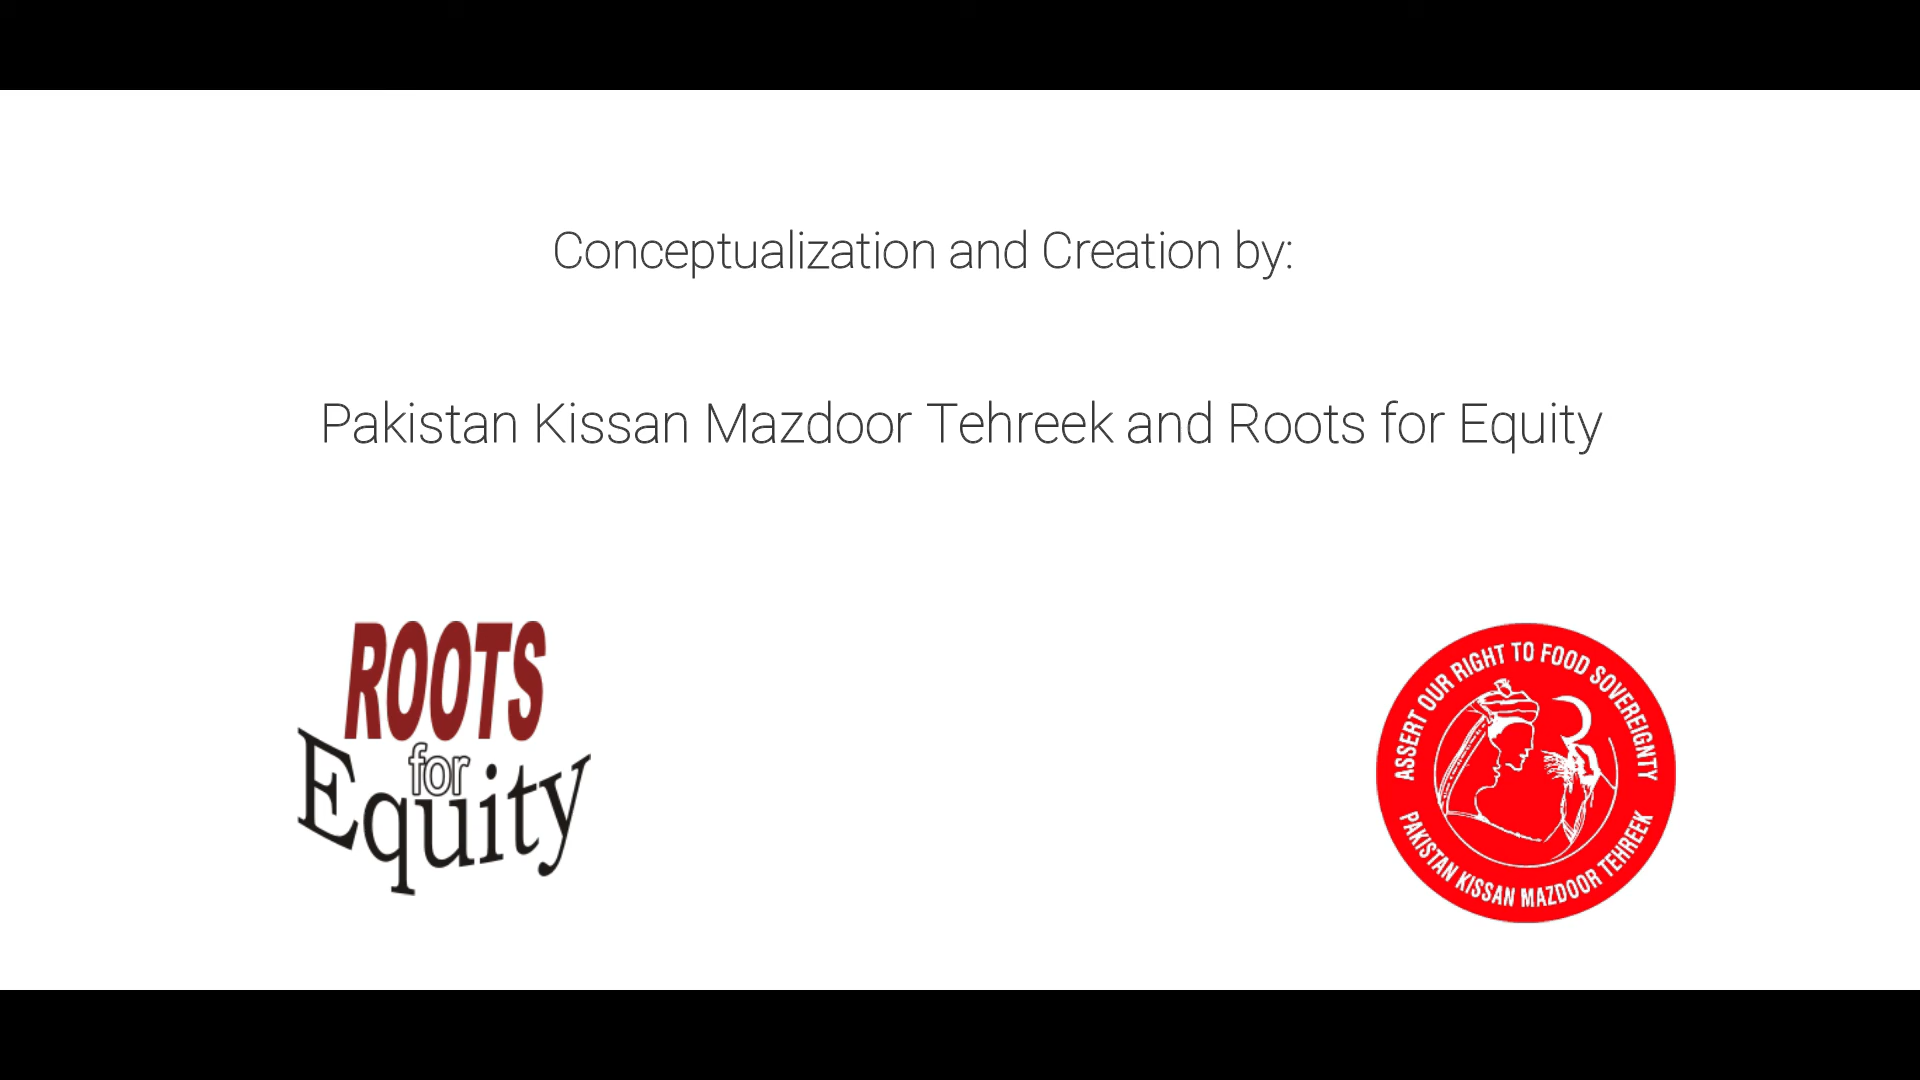 Conceptualization and Creation by:
Pakistan Kissan Mazdoor Tehreek and Roots for Equity
ROOTS
for
Equity
ASSERT OUR RIGHT TO FOOD SOVEREIGNTY
PAKISTAN KISSAN MAZDOOR TEHREEK